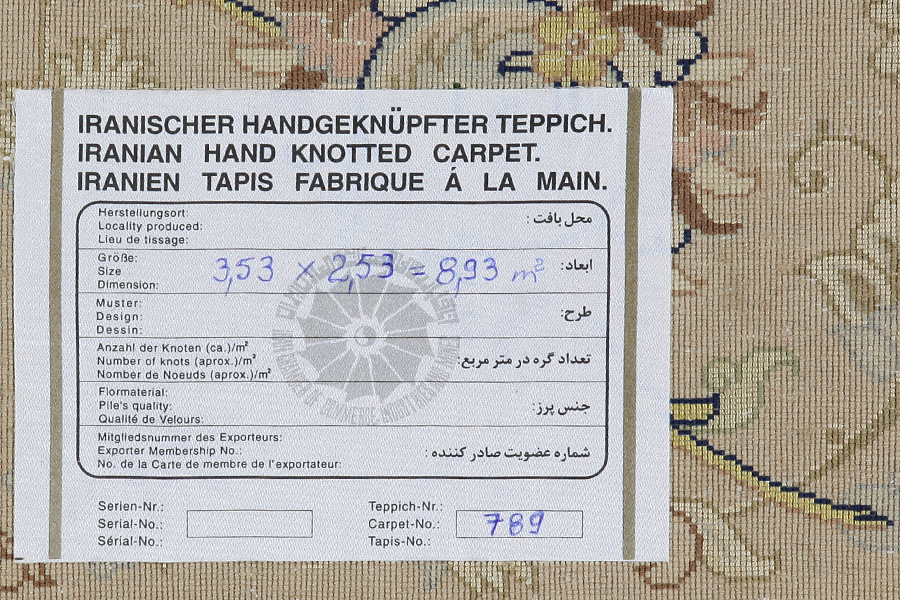 IRANISCHER HANDGEKNÜPFTER TEPPICH.
IRANIAN HAND KNOTTED CARPET.
IRANIEN TAPIS FABRIQUE Á LA MAIN.
Herstellungsort:
Locality produced:
Lieu de tissage:
محل بافت :
Größe:
Size
Dimension:
3,53 × 2,53 = 8,93 m²
ابعاد:
Muster:
Design:
Dessin:
طرح:
Anzahl der Knoten (ca.)/m²
Number of knots (aprox.)/m²
Nombre de Noeuds (aprox.)/m²
تعداد گره در متر مربع:
Flormaterial:
Pile's quality:
Qualité de Velours:
جنس پرز:
Mitgliedsnummer des Exporteurs:
Exporter Membership No.:
No. de la Carte de membre de l'exportateur:
شماره عضویت صادر کننده :
Serien-Nr.:
Serial-No.:
Sérial-No.:
Teppich-Nr.:
Carpet-No.:
Tapis-No.:
789